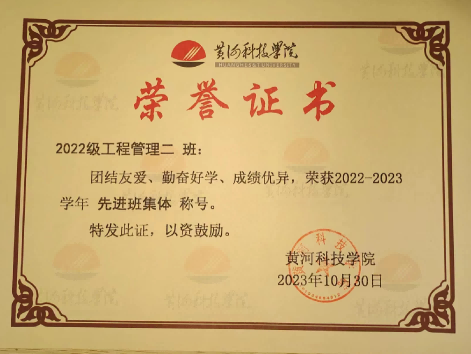 黄河科技学院
HUANGHE S&T UNIVERSITY
荣誉证书
2022级工程管理二 班：
团结友爱、勤奋好学、成绩优异，荣获2022-2023
学年 先进班集体 称号。
特发此证，以资鼓励。
黄河科技学院
2023年10月30日